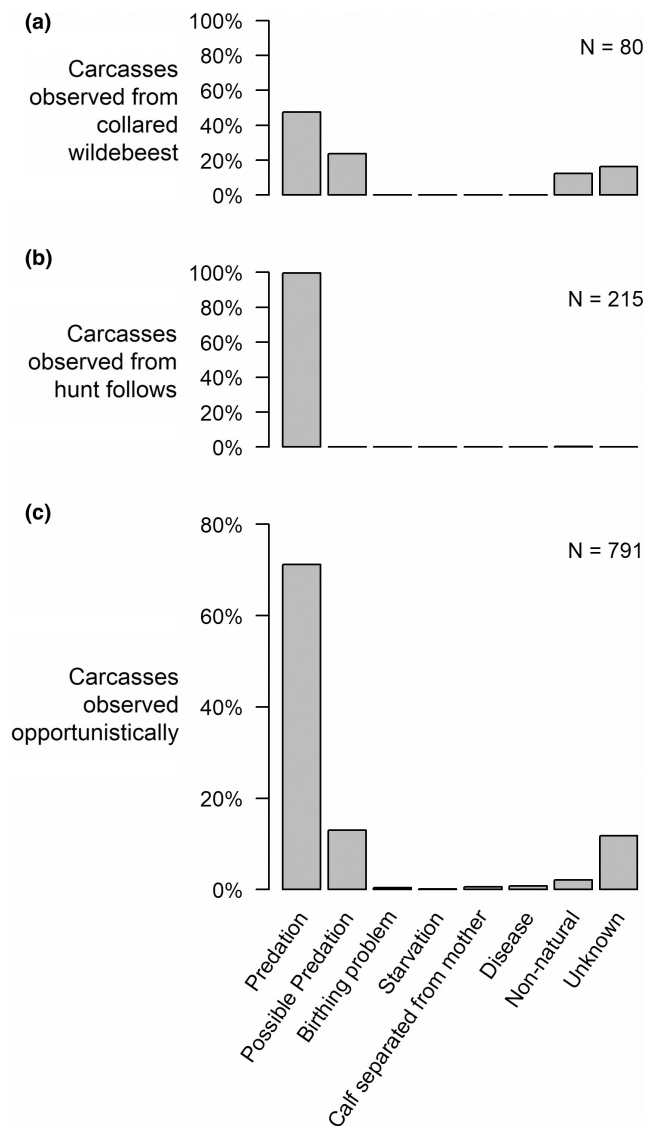 (a)
Carcasses
observed from
collared
wildebeest
100%
80%
60%
40%
20%
0%
N = 80
(b)
Carcasses
observed from
hunt follows
100%
80%
60%
40%
20%
0%
N = 215
(c)
Carcasses
observed
opportunistically
80%
60%
40%
20%
0%
N = 791
Predation
Possible Predation
Birthing problem
Starvation
Calf separated from mother
Disease
Non-natural
Unknown